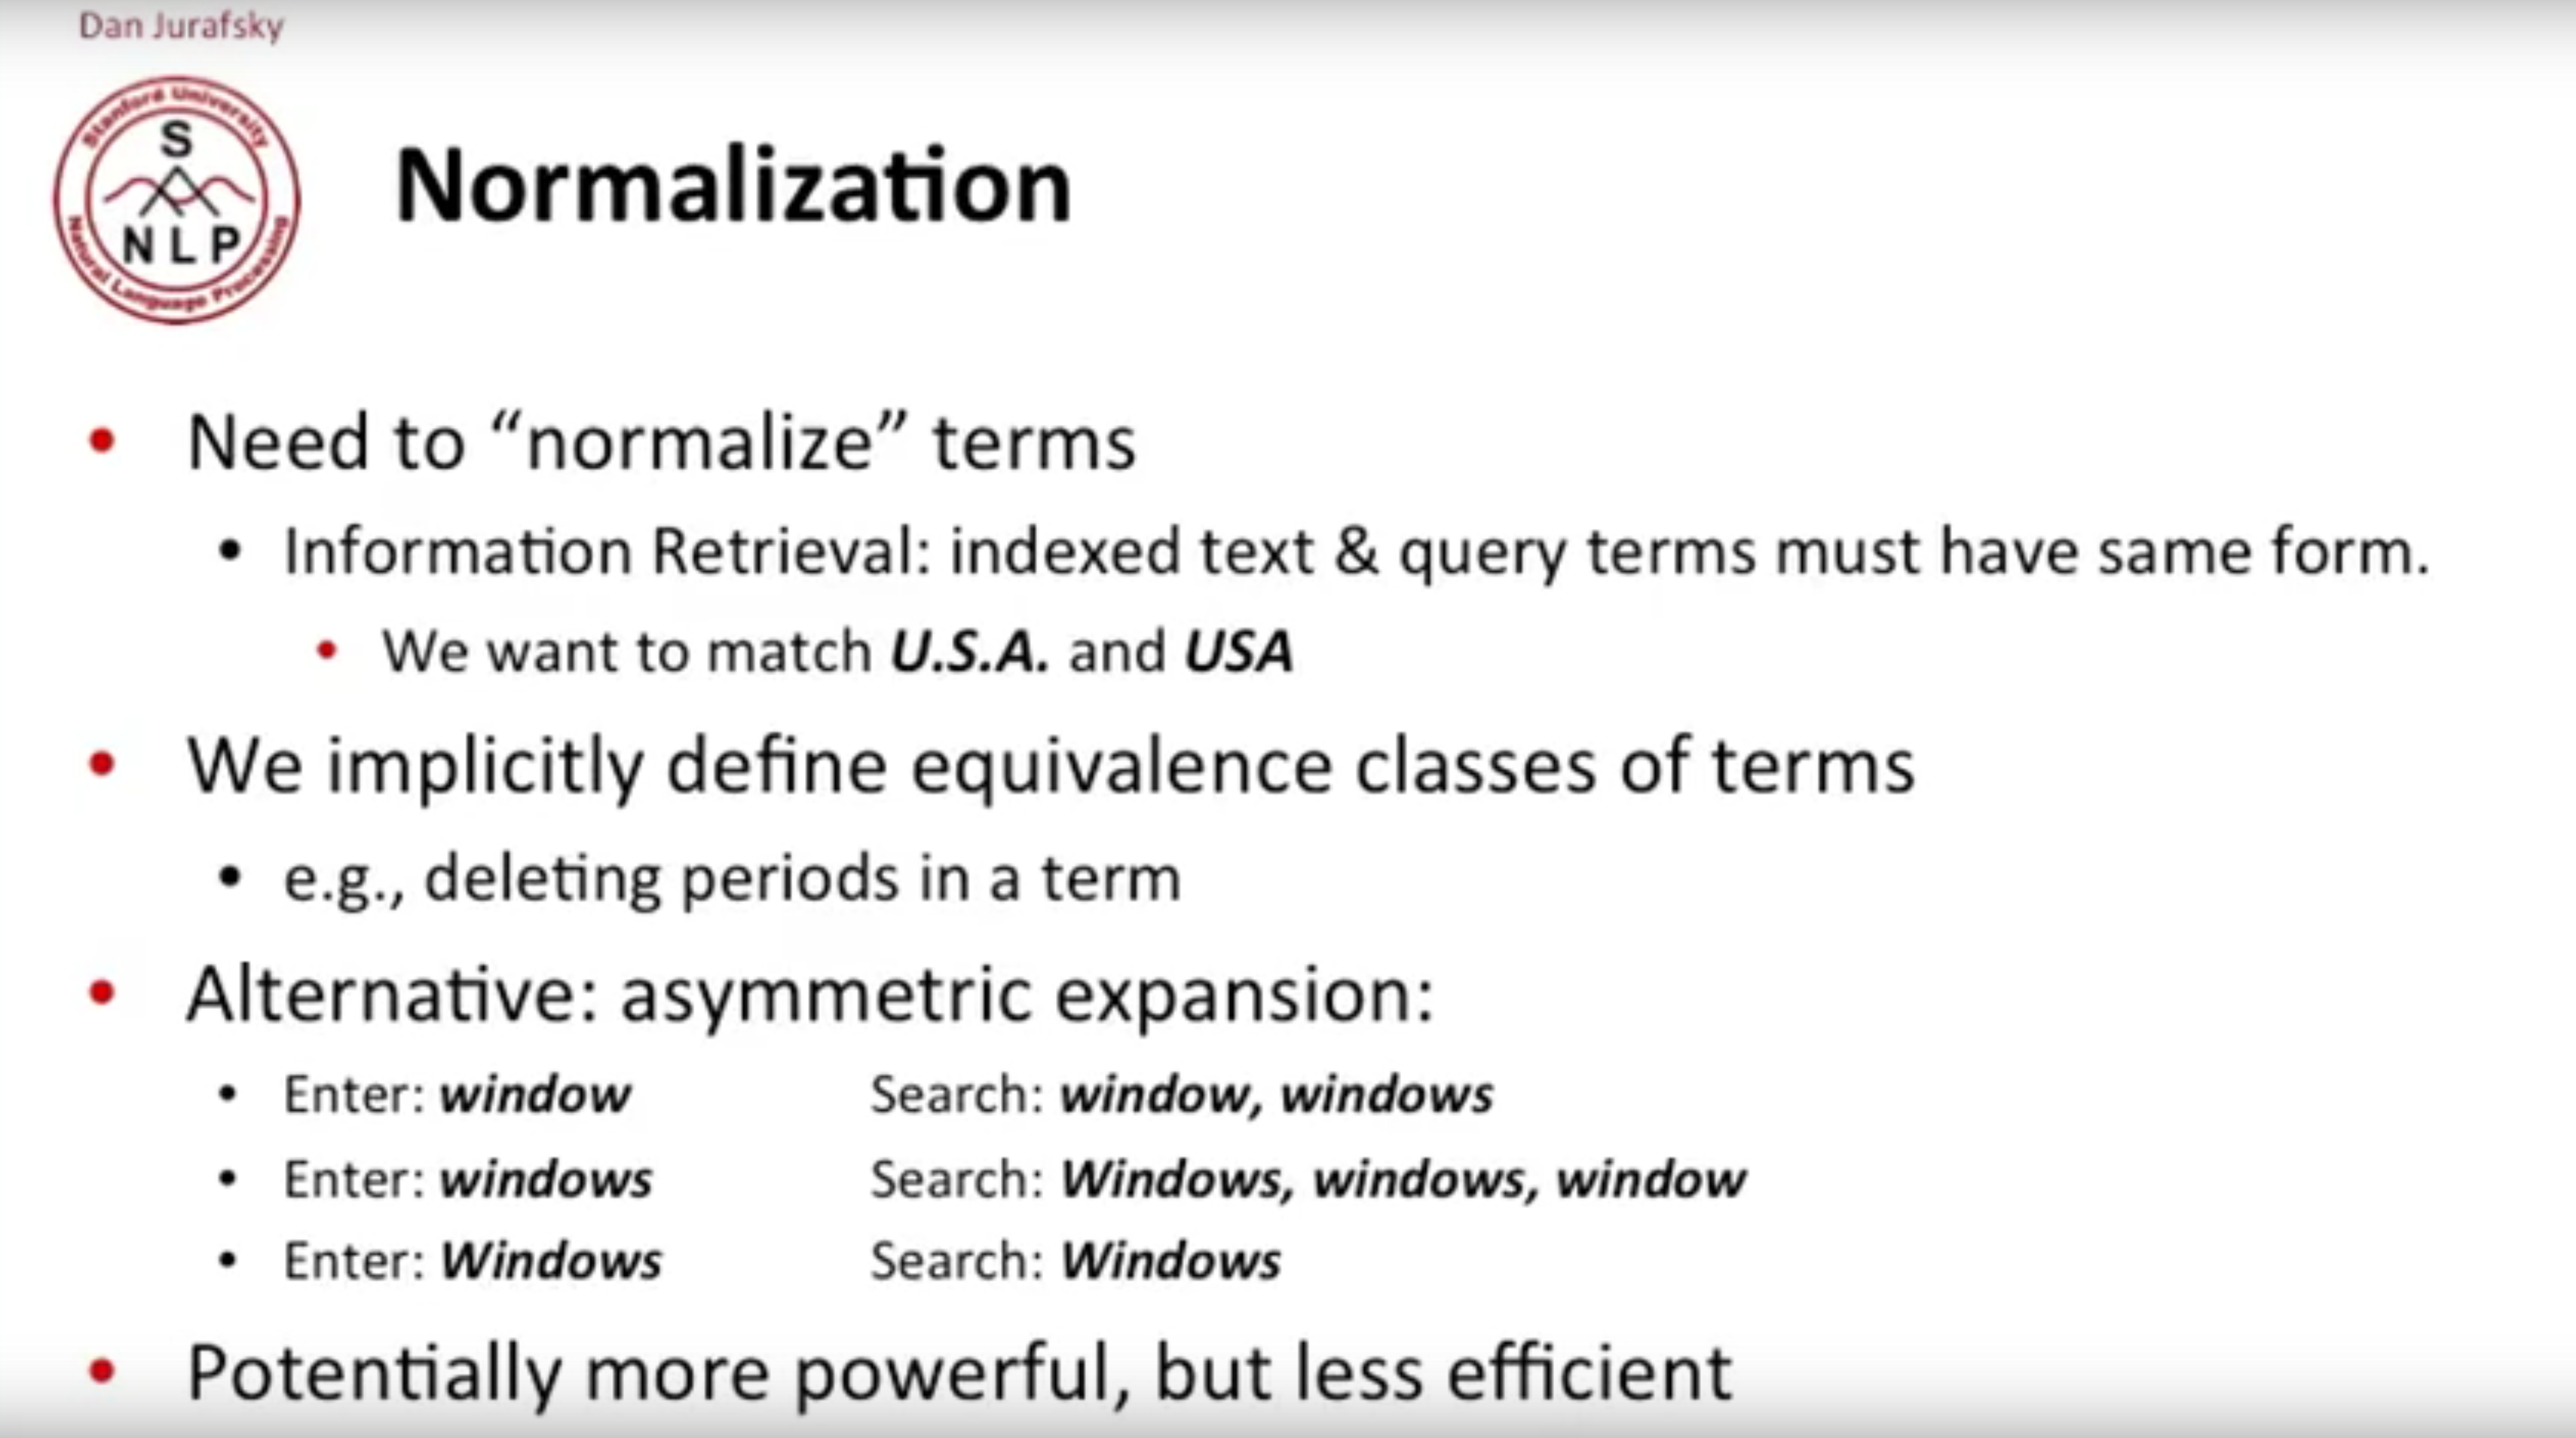 Dan Jurafsky
Stanford University
S
N L P
Natural Language Processing
Normalization
• Need to “normalize” terms
• Information Retrieval: indexed text & query terms must have same form.
• We want to match U.S.A. and USA
• We implicitly define equivalence classes of terms
• e.g., deleting periods in a term
• Alternative: asymmetric expansion:
• Enter: window Search: window, windows
• Enter: windows Search: Windows, windows, window
• Enter: Windows Search: Windows
• Potentially more powerful, but less efficient